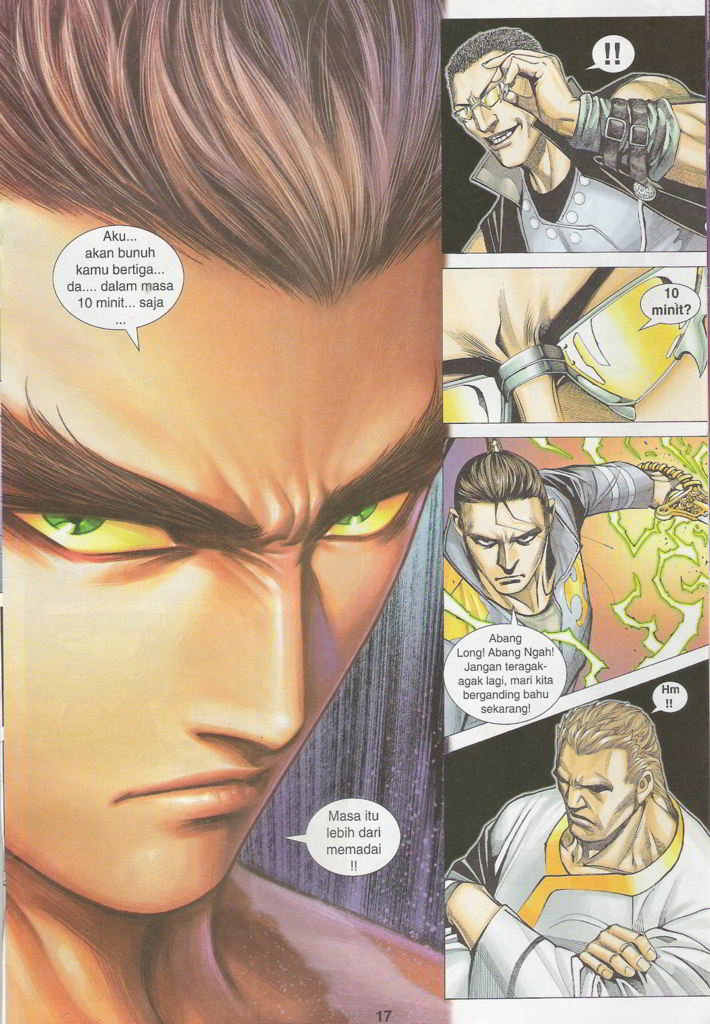 Aku...
akan bunuh
kamu bertiga...
da.... dalam masa
10 minit... saja
...
Masa itu
lebih dari
memadai
!!
!!
10
minit?
Abang
Long! Abang Ngah!
Jangan teragak-
agak lagi, mari kita
berganding bahu
sekarang!
Hm
!!
17